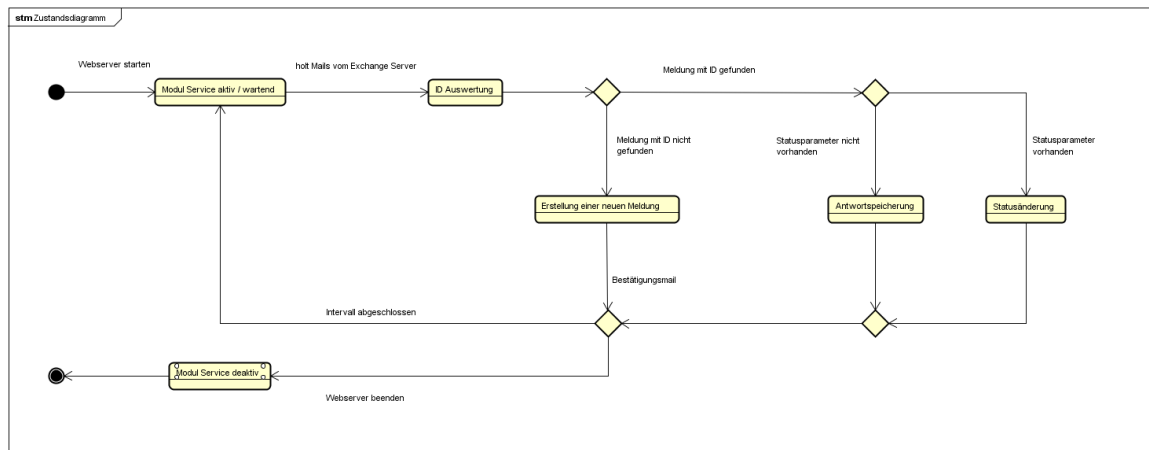 stm Zustandsdiagramm
Webserver starten
holt Mails vom Exchange Server
Meldung mit ID gefunden
Modul Service aktiv / wartend
ID Auswertung
Meldung mit ID nicht
gefunden
Statusparameter nicht
vorhanden
Statusparameter
vorhanden
Erstellung einer neuen Meldung
Antwortspeicherung
Statusänderung
Bestätigungsmail
Intervall abgeschlossen
Modul Service deaktiv
Webserver beenden